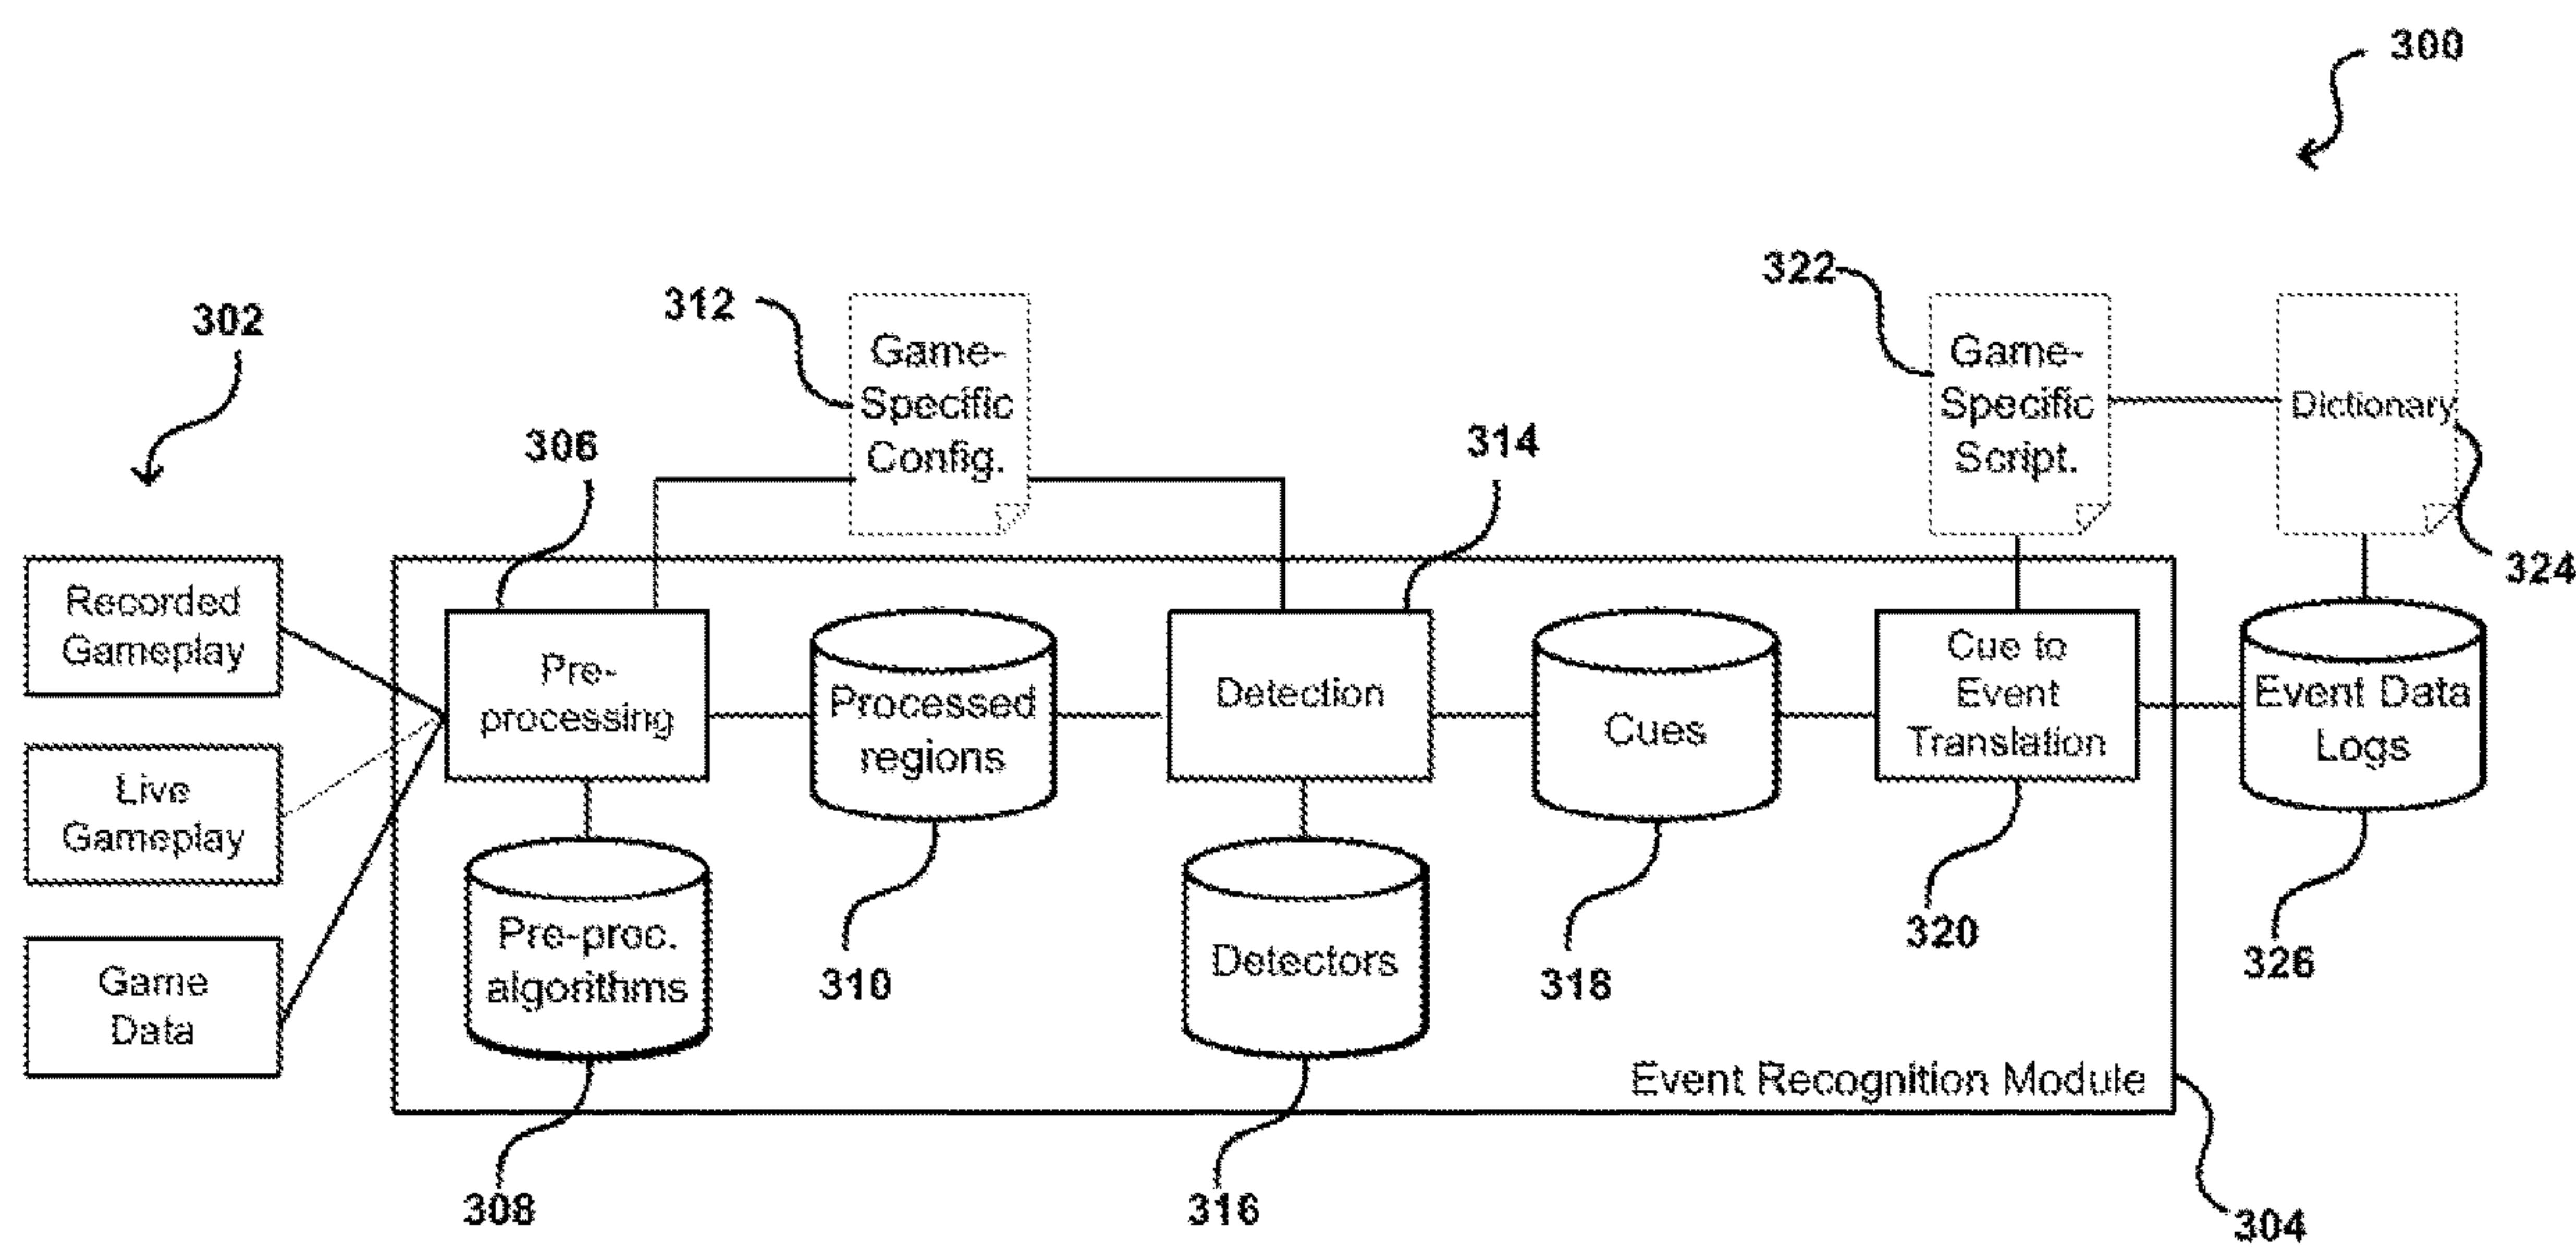 300
302
312
Game-
Specific
Config.
322
Game-
Specific
Script.
Dictionary
324
306
314
Recorded
Gameplay
Live
Gameplay
Game
Data
Pre-
processing
Processed
regions
Detection
Cues
Cue to
Event
Translation
Event Data
Logs
Pre-proc.
algorithms
310
Detectors
318
320
326
Event Recognition Module
308
316
304